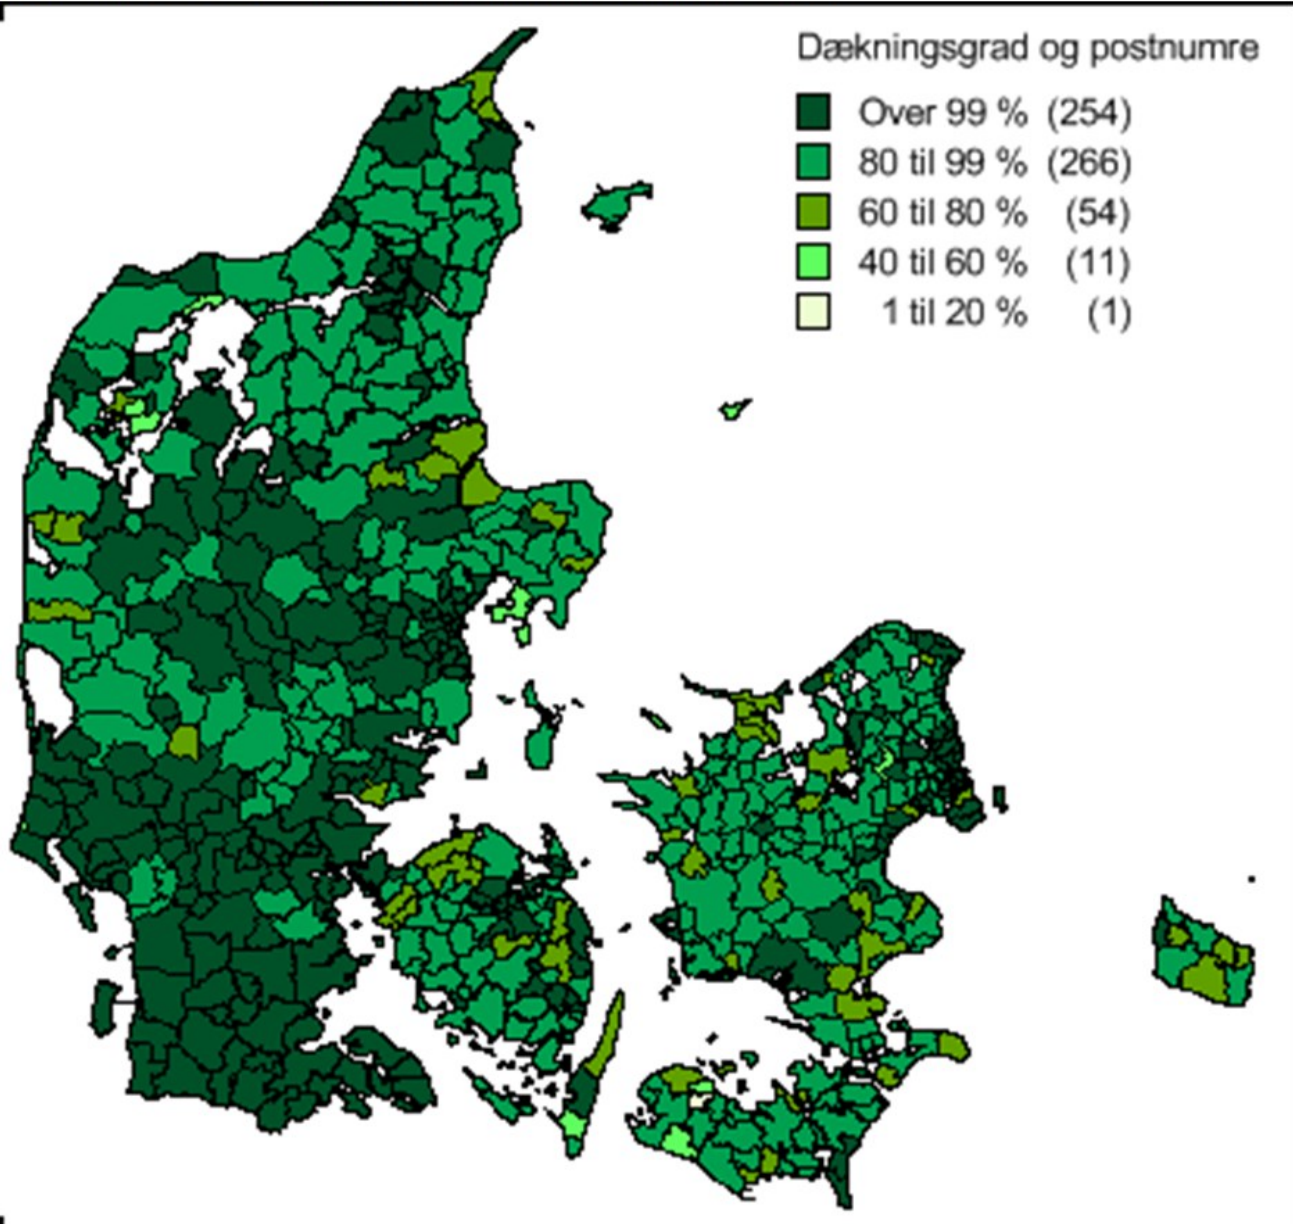 Dækningsgrad og postnumre
Over 99 % (254)
80 til 99 % (266)
60 til 80 % (54)
40 til 60 % (11)
1 til 20 % (1)